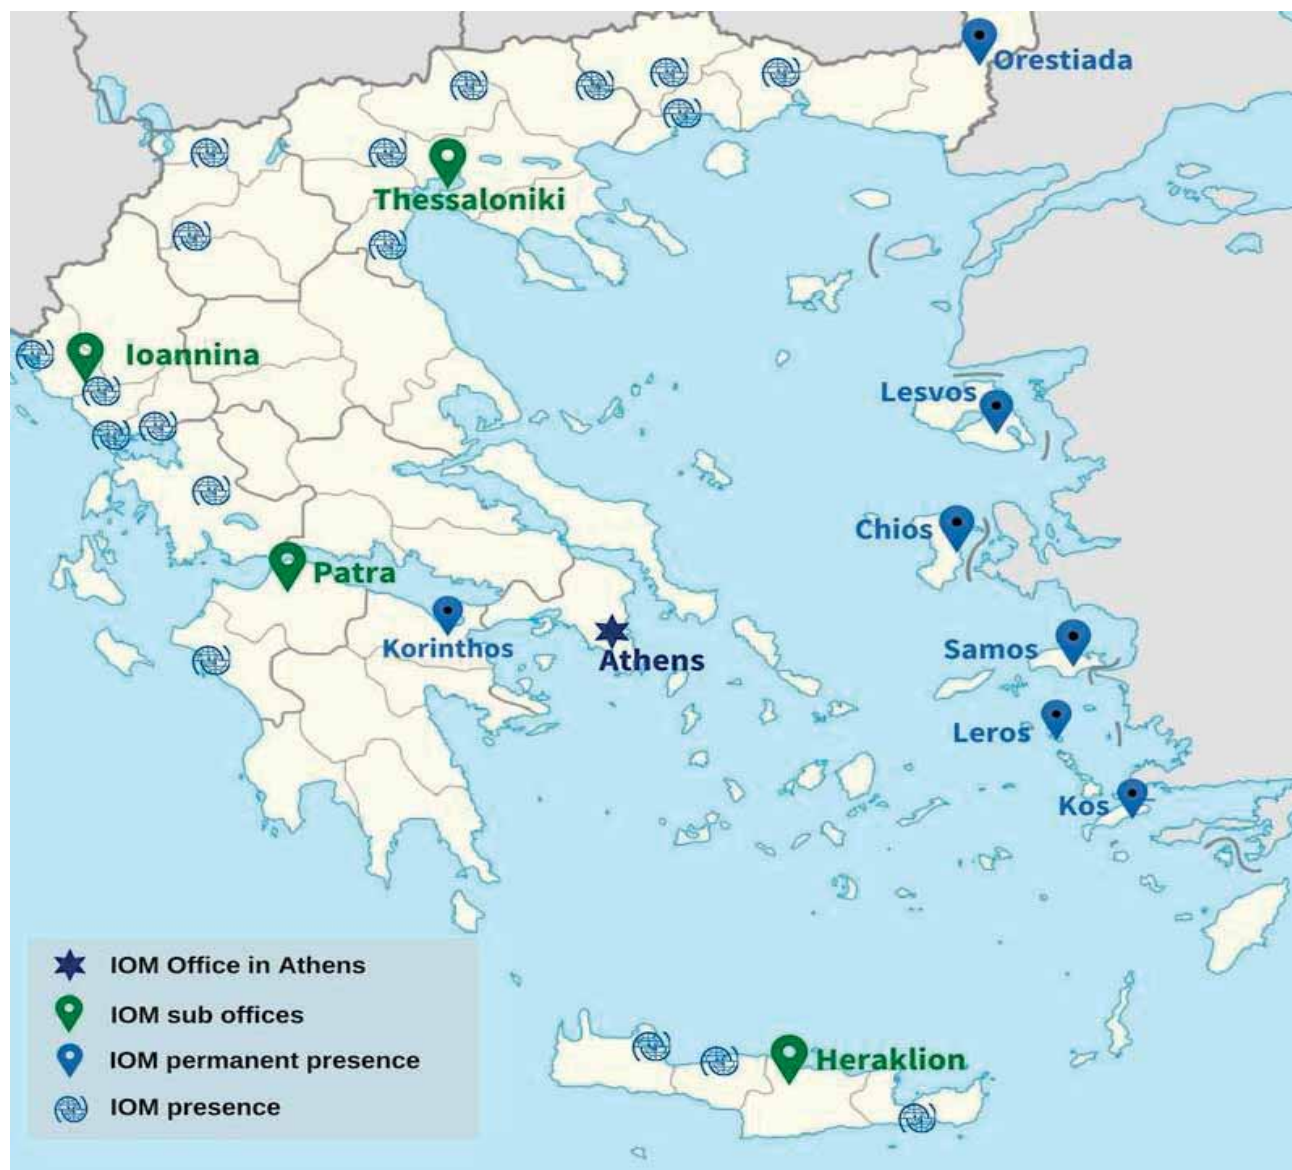 Orestiada
Thessaloniki
Ioannina
Lesvos
Chios
Patra
Korinthos
Athens
Samos
Leros
Kos
IOM Office in Athens
IOM sub offices
IOM permanent presence
IOM presence
Heraklion